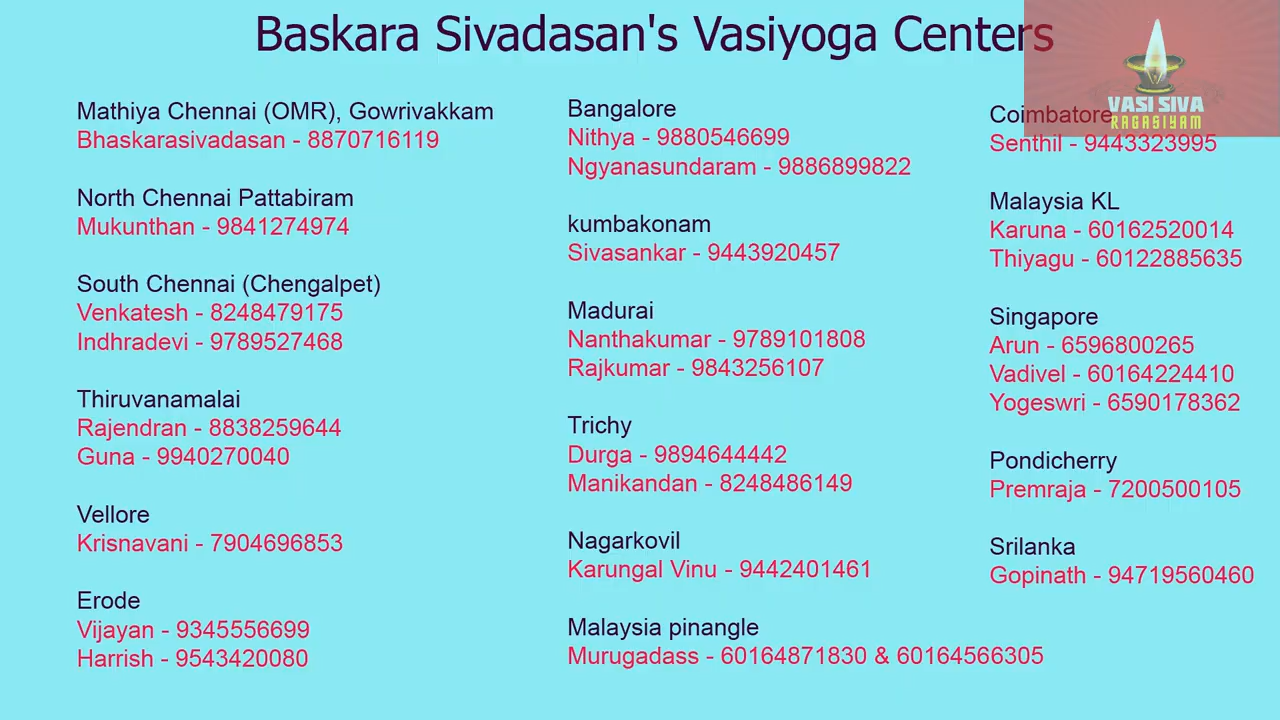 Baskara Sivadasan's Vasiyoga Centers
VASI SIVA
RAGASIYAM
Mathiya Chennai (OMR), Gowrivakkam
Bhaskarasivadasan - 8870716119
North Chennai Pattabiram
Mukunthan - 9841274974
South Chennai (Chengalpet)
Venkatesh - 8248479175
Indhradevi - 9789527468
Thiruvanamalai
Rajendran - 8838259644
Guna - 9940270040
Vellore
Krisnavani - 7904696853
Erode
Vijayan - 9345556699
Harrish - 9543420080
Bangalore
Nithya - 9880546699
Ngyanasundaram - 9886899822
kumbakonam
Sivasankar - 9443920457
Madurai
Nanthakumar - 9789101808
Rajkumar - 9843256107
Trichy
Durga - 9894644442
Manikandan - 8248486149
Nagarkovil
Karungal Vinu - 9442401461
Malaysia pinangle
Murugadass - 60164871830 & 60164566305
Coimbatore
Senthil - 9443323995
Malaysia KL
Karuna - 60162520014
Thiyagu - 60122885635
Singapore
Arun - 6596800265
Vadivel - 60164224410
Yogeswri - 6590178362
Pondicherry
Premraja - 7200500105
Srilanka
Gopinath - 94719560460